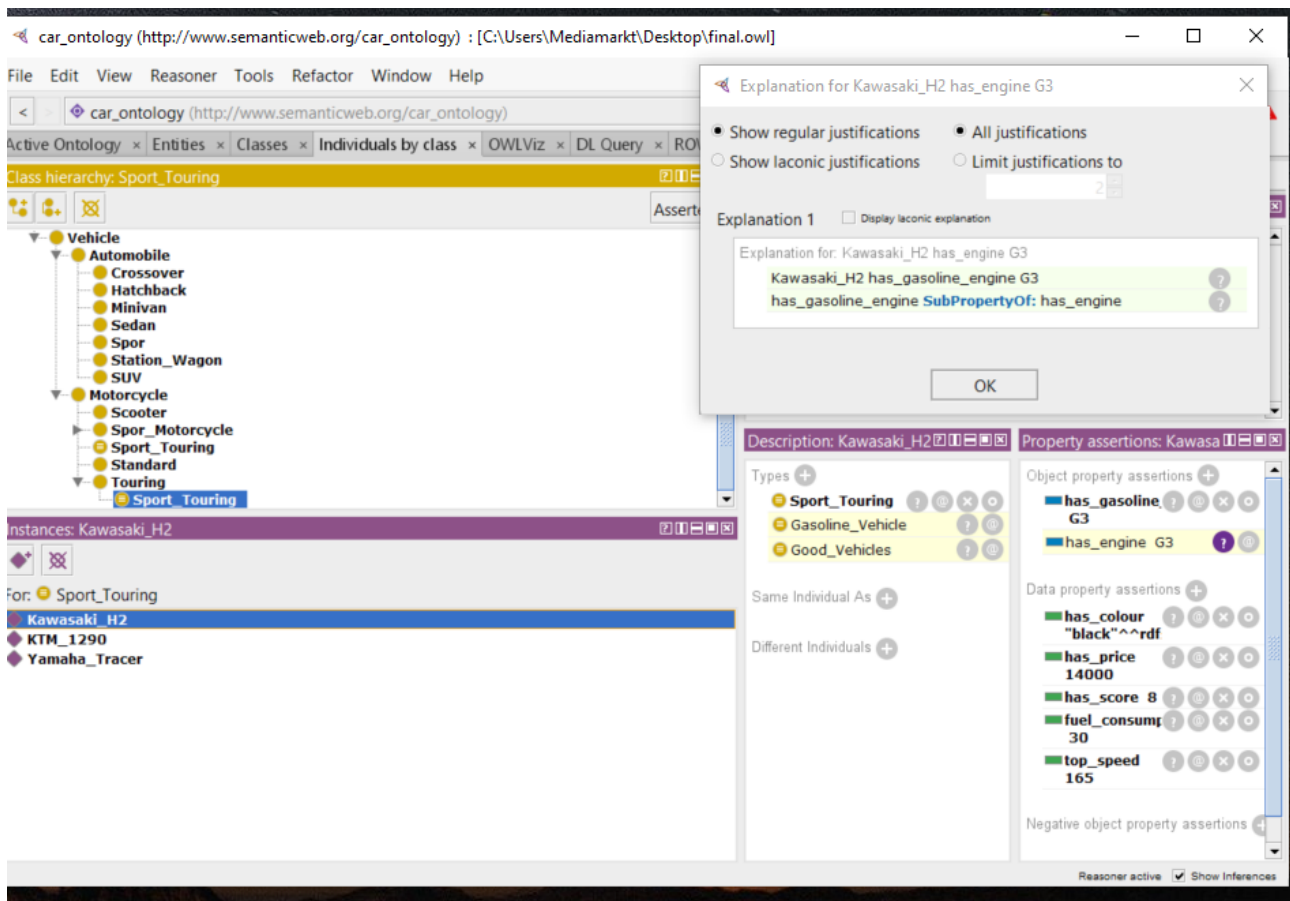 car_ontology (http://www.semanticweb.org/car_ontology) : [C:\Users\Mediamarkt\Desktop\final.owl]
File Edit View Reasoner Tools Refactor Window Help
< > car_ontology (http://www.semanticweb.org/car_ontology)
Active Ontology × Entities × Classes × Individuals by class × OWLViz × DL Query ×
Class hierarchy: Sport_Touring
Vehicle
Automobile
Crossover
Hatchback
Minivan
Sedan
Spor
Station_Wagon
SUV
Motorcycle
Scooter
Spor_Motorcycle
Sport_Touring
Standard
Touring
Sport_Touring
Instances: Kawasaki_H2
For: Sport_Touring
Kawasaki_H2
KTM_1290
Yamaha_Tracer
Explanation for Kawasaki_H2 has_engine G3
Show regular justifications All justifications
Show laconic justifications Limit justifications to
2
Explanation 1 Display laconic explanation
Explanation for: Kawasaki_H2 has_engine G3
Kawasaki_H2 has_gasoline_engine G3
has_gasoline_engine SubPropertyOf: has_engine
OK
Description: Kawasaki_H2
Types
Sport_Touring
Gasoline_Vehicle
Good_Vehicles
Same Individual As
Different Individuals
Property assertions: Kawasa
Object property assertions
has_gasoline_
G3
has_engine G3
Data property assertions
has_colour
"black"^^rdf
has_price
14000
has_score 8
fuel_consump
30
top_speed
165
Negative object property assertions
Reasoner active Show Inferences